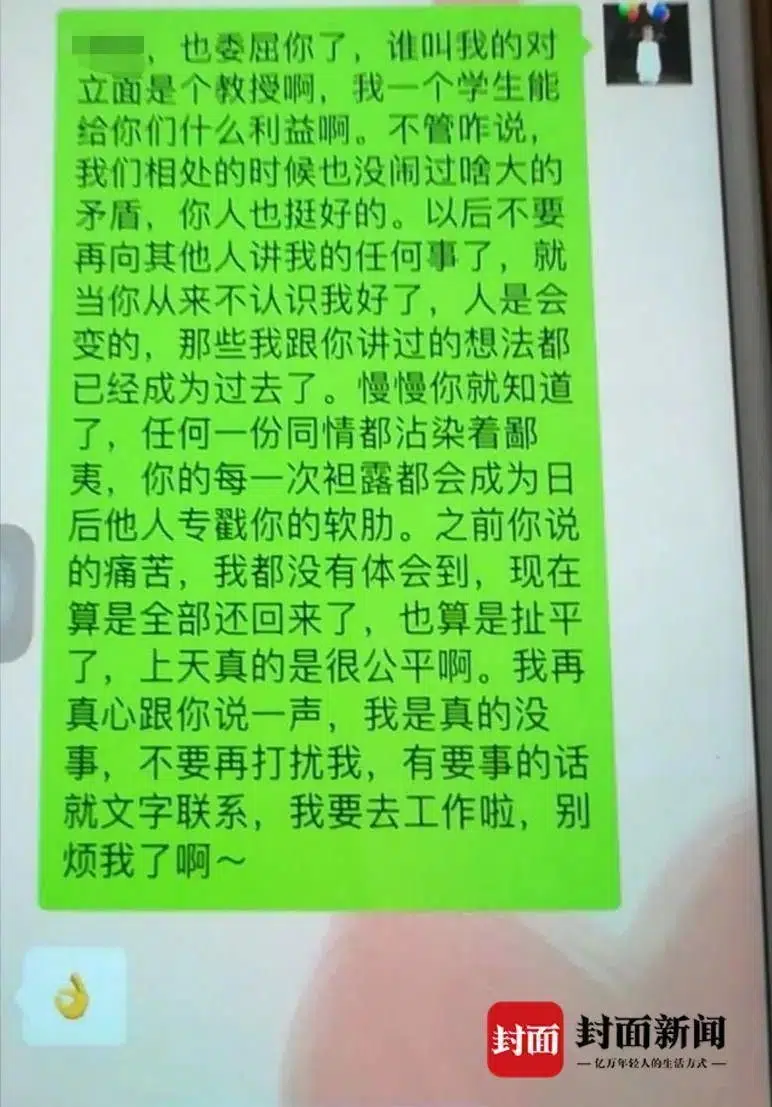 ，也委屈你了，谁叫我的对
立面是个教授啊，我一个学生能
给你们什么利益啊。不管咋说，
我们相处的时候也没闹过啥大的
矛盾，你人也挺好的。以后不要
再向其他人讲我的任何事了，就
当你从来不认识我好了，人是会
变的，那些我跟你讲过的想法都
已经成为过去了。慢慢你就知道
了，任何一份同情都沾染着鄙
夷，你的每一次袒露都会成为日
后他人专戳你的软肋。之前你说
的痛苦，我都没有体会到，现在
算是全部还回来了，也算是扯平
了，上天真的是很公平啊。我再
真心跟你说一声，我是真的没
事，不要再打扰我，有要事的话
就文字联系，我要去工作啦，别
烦我了啊～
封面
封面新闻
亿万年轻人的生活方式